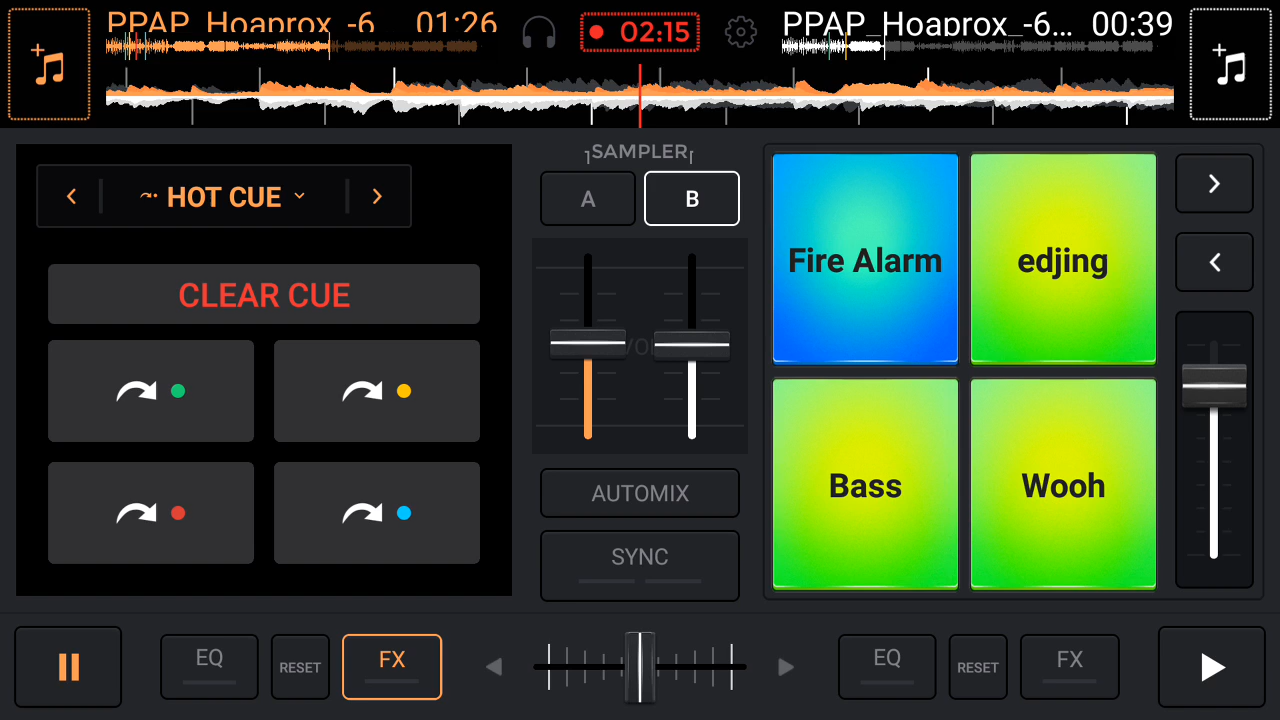 PPAP_Hoaprox_-6 01:26
02:15
PPAP_Hoaprox_-6... 00:39
SAMPLER
HOT CUE
A
B
CLEAR CUE
Fire Alarm
edjing
Bass
Wooh
AUTOMIX
SYNC
EQ
RESET
FX
EQ
RESET
FX